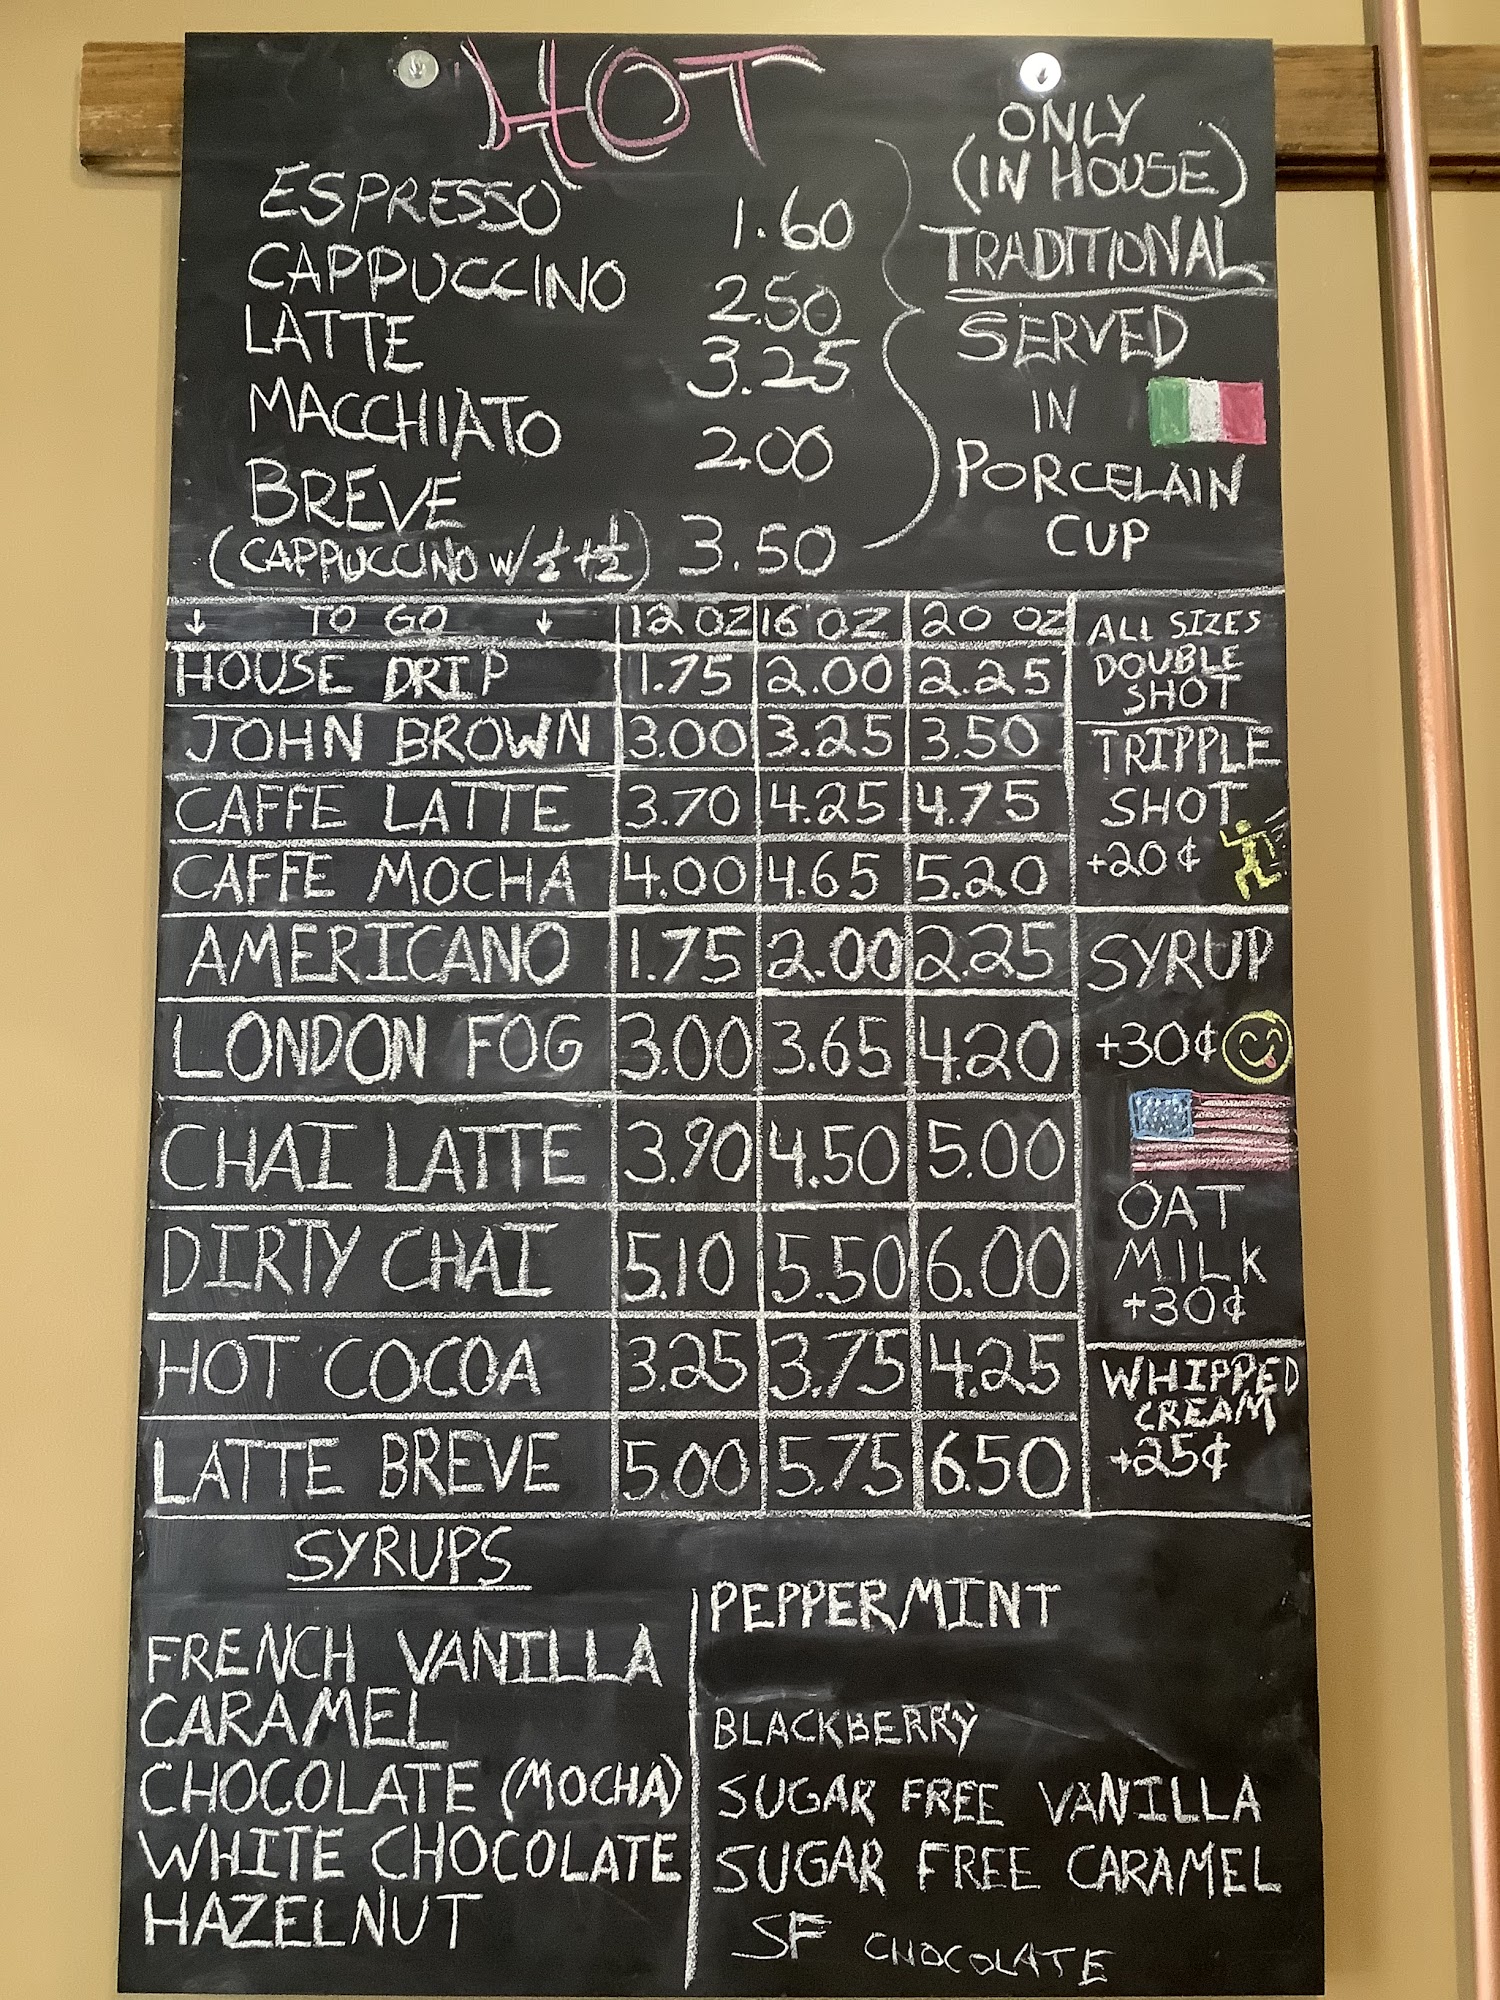 HOT
ESPRESSO 1.60
CAPPUCCINO 2.50
LATTE 3.25
MACCHIATO 2.00
BREVE
(CAPPUCCINO W/ ½ + ½) 3.50
ONLY
(IN HOUSE)
TRADITIONAL
SERVED
IN
PORCELAIN
CUP
↓ TO GO ↓ 12 OZ 16 OZ 20 OZ
HOUSE DRIP 1.75 2.00 2.25
JOHN BROWN 3.00 3.25 3.50
CAFFE LATTE 3.70 4.25 4.75
CAFFE MOCHA 4.00 4.65 5.20
AMERICANO 1.75 2.00 2.25
LONDON FOG 3.00 3.65 4.20
CHAI LATTE 3.90 4.50 5.00
DIRTY CHAI 5.10 5.50 6.00
HOT COCOA 3.25 3.75 4.25
LATTE BREVE 5.00 5.75 6.50
ALL SIZES
DOUBLE
SHOT
TRIPPLE
SHOT
+20¢
SYRUP
+30¢
OAT
MILK
+30¢
WHIPPED
CREAM
+25¢
SYRUPS
FRENCH VANILLA
CARAMEL
CHOCOLATE (MOCHA)
WHITE CHOCOLATE
HAZELNUT
PEPPERMINT
BLACKBERRY
SUGAR FREE VANILLA
SUGAR FREE CARAMEL
SF CHOCOLATE